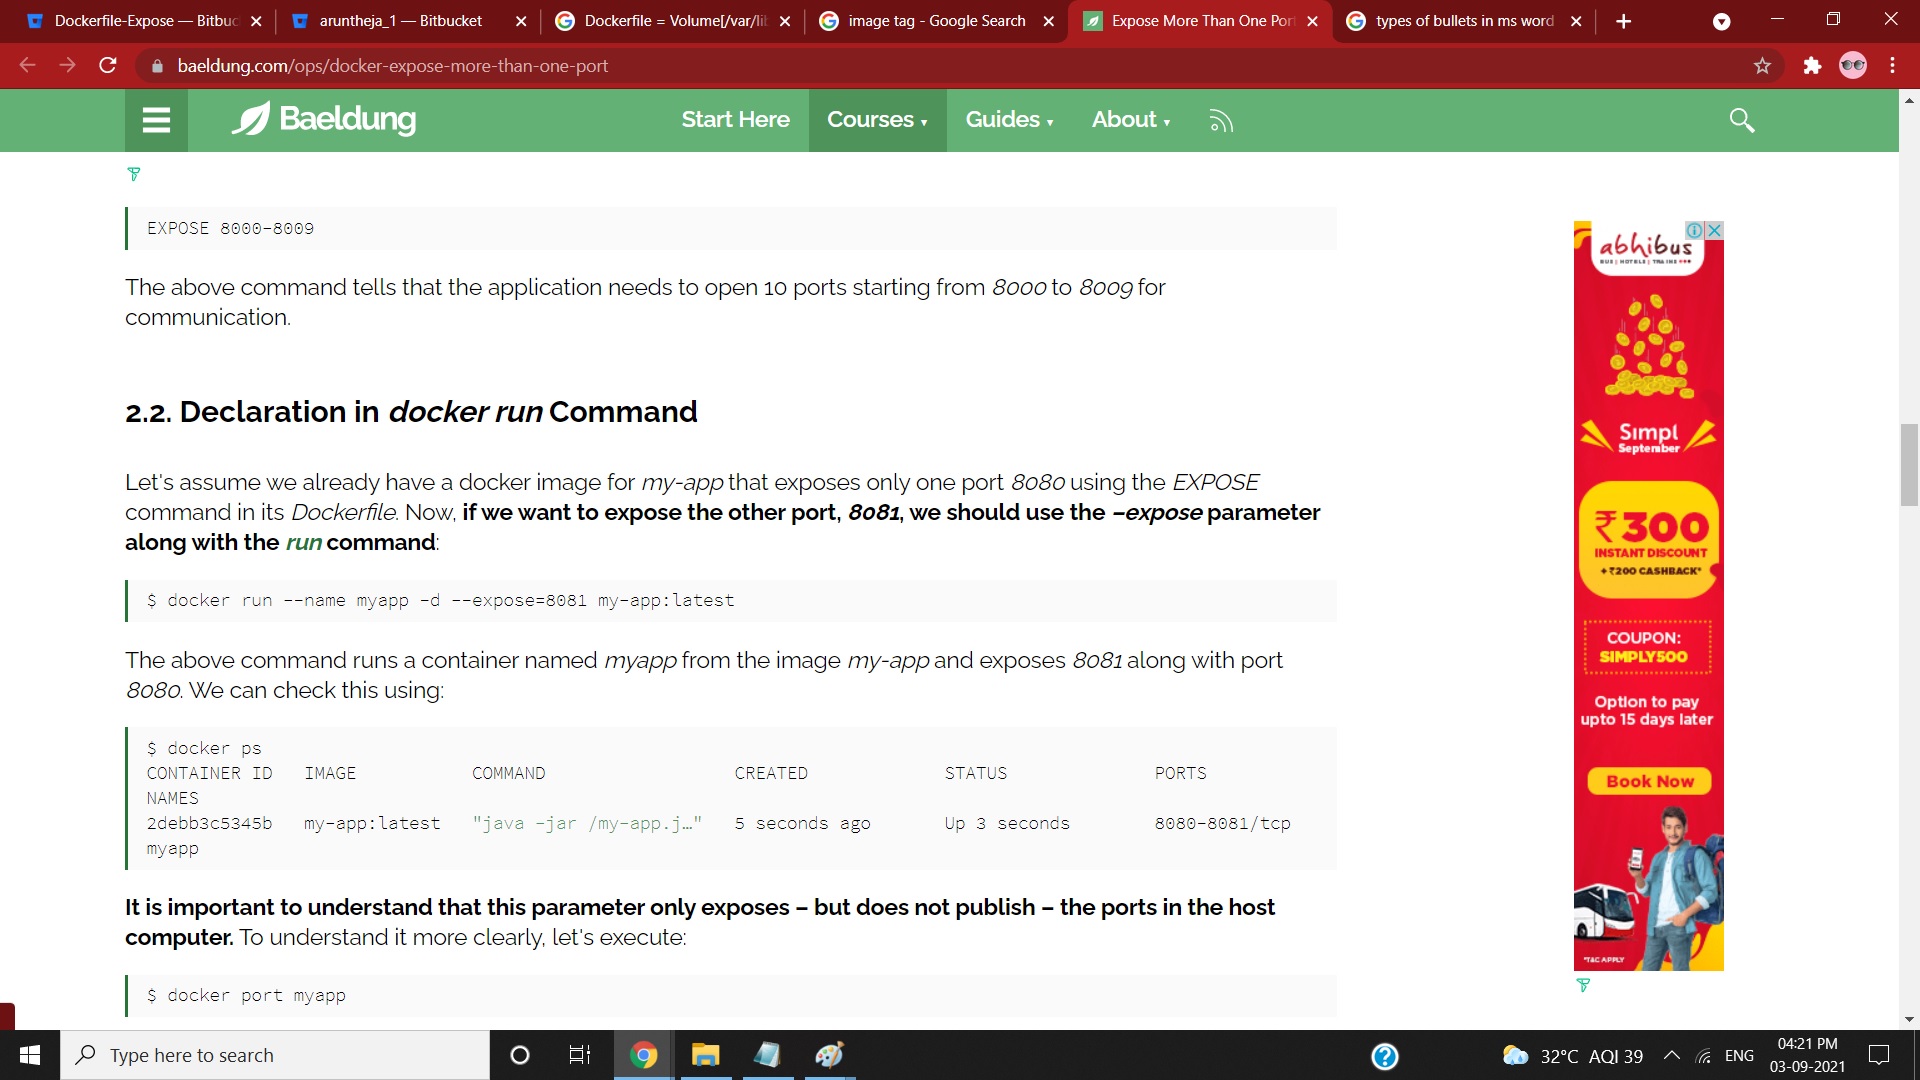 Dockerfile-Expose — Bitbuc
aruntheja_1 — Bitbucket
Dockerfile = Volume[/var/lib
image tag - Google Search
Expose More Than One Port
types of bullets in ms word
baeldung.com/ops/docker-expose-more-than-one-port
Baeldung
Start Here
Courses ▾
Guides ▾
About ▾
EXPOSE 8000-8009
The above command tells that the application needs to open 10 ports starting from 8000 to 8009 for
communication.
2.2. Declaration in docker run Command
Let's assume we already have a docker image for my-app that exposes only one port 8080 using the EXPOSE
command in its Dockerfile. Now, if we want to expose the other port, 8081, we should use the –expose parameter
along with the run command:
$ docker run --name myapp -d --expose=8081 my-app:latest
The above command runs a container named myapp from the image my-app and exposes 8081 along with port
8080. We can check this using:
$ docker ps
CONTAINER ID IMAGE COMMAND CREATED STATUS PORTS
NAMES
2debb3c5345b my-app:latest "java -jar /my-app.j…" 5 seconds ago Up 3 seconds 8080-8081/tcp
myapp
It is important to understand that this parameter only exposes – but does not publish – the ports in the host
computer. To understand it more clearly, let's execute:
$ docker port myapp
abhibus
BUS | HOTELS | TRAINS
Simpl
September
₹300
INSTANT DISCOUNT
+₹200 CASHBACK*
COUPON:
SIMPLY500
Option to pay
upto 15 days later
Book Now
*T&C APPLY
Type here to search
32°C AQI 39
ENG
04:21 PM
03-09-2021